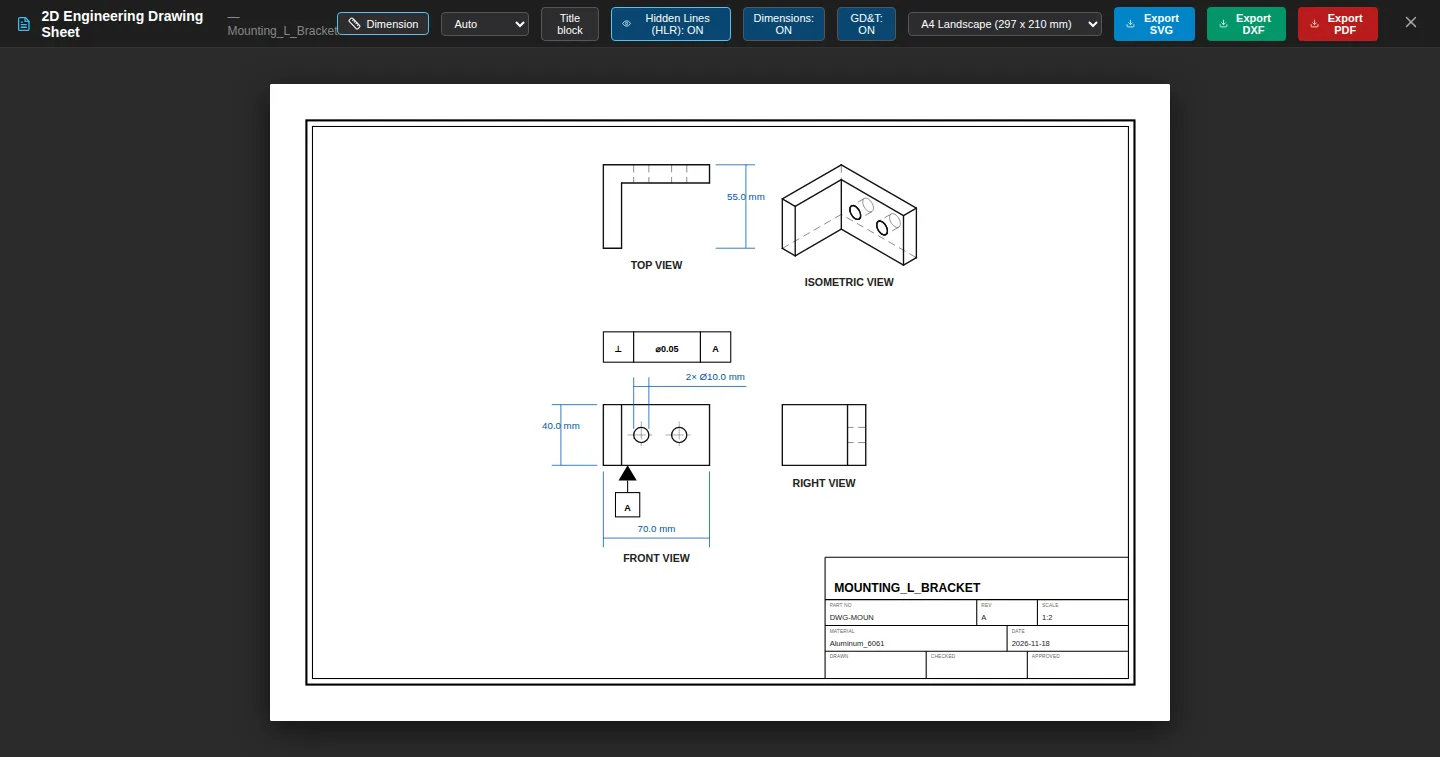 2D Engineering Drawing
Sheet
—
Mounting_L_Bracket
Dimension
Auto
Title
block
Hidden Lines
(HLR): ON
Dimensions:
ON
GD&T:
ON
A4 Landscape (297 x 210 mm)
Export
SVG
Export
DXF
Export
PDF
55.0 mm
TOP VIEW
ISOMETRIC VIEW
⊥ ⌀0.05 A
2× Ø10.0 mm
40.0 mm
A
70.0 mm
FRONT VIEW
RIGHT VIEW
MOUNTING_L_BRACKET
PART NO REV SCALE
DWG-MOUN A 1:2
MATERIAL DATE
Aluminum_6061 2026-11-18
DRAWN CHECKED APPROVED